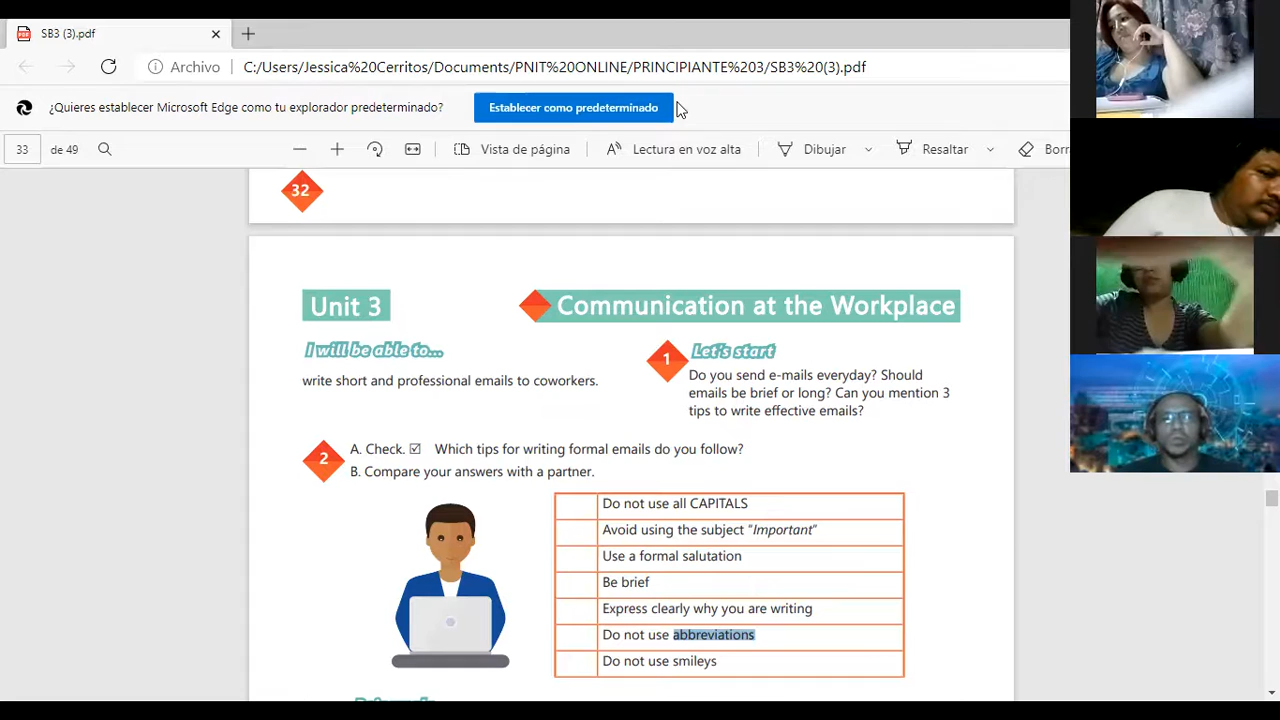 SB3 (3).pdf
Archivo
C:/Users/Jessica%20Cerritos/Documents/PNIT%20ONLINE/PRINCIPIANTE%203/SB3%20(3).pdf
¿Quieres establecer Microsoft Edge como tu explorador predeterminado?
Establecer como predeterminado
33 de 49
Vista de página
Lectura en voz alta
Dibujar
Resaltar
Borr
32
Unit 3
Communication at the Workplace
I will be able to...
write short and professional emails to coworkers.
1
Let's start
Do you send e-mails everyday? Should
emails be brief or long? Can you mention 3
tips to write effective emails?
2
A. Check. ☑ Which tips for writing formal emails do you follow?
B. Compare your answers with a partner.
Do not use all CAPITALS
Avoid using the subject "Important"
Use a formal salutation
Be brief
Express clearly why you are writing
Do not use abbreviations
Do not use smileys